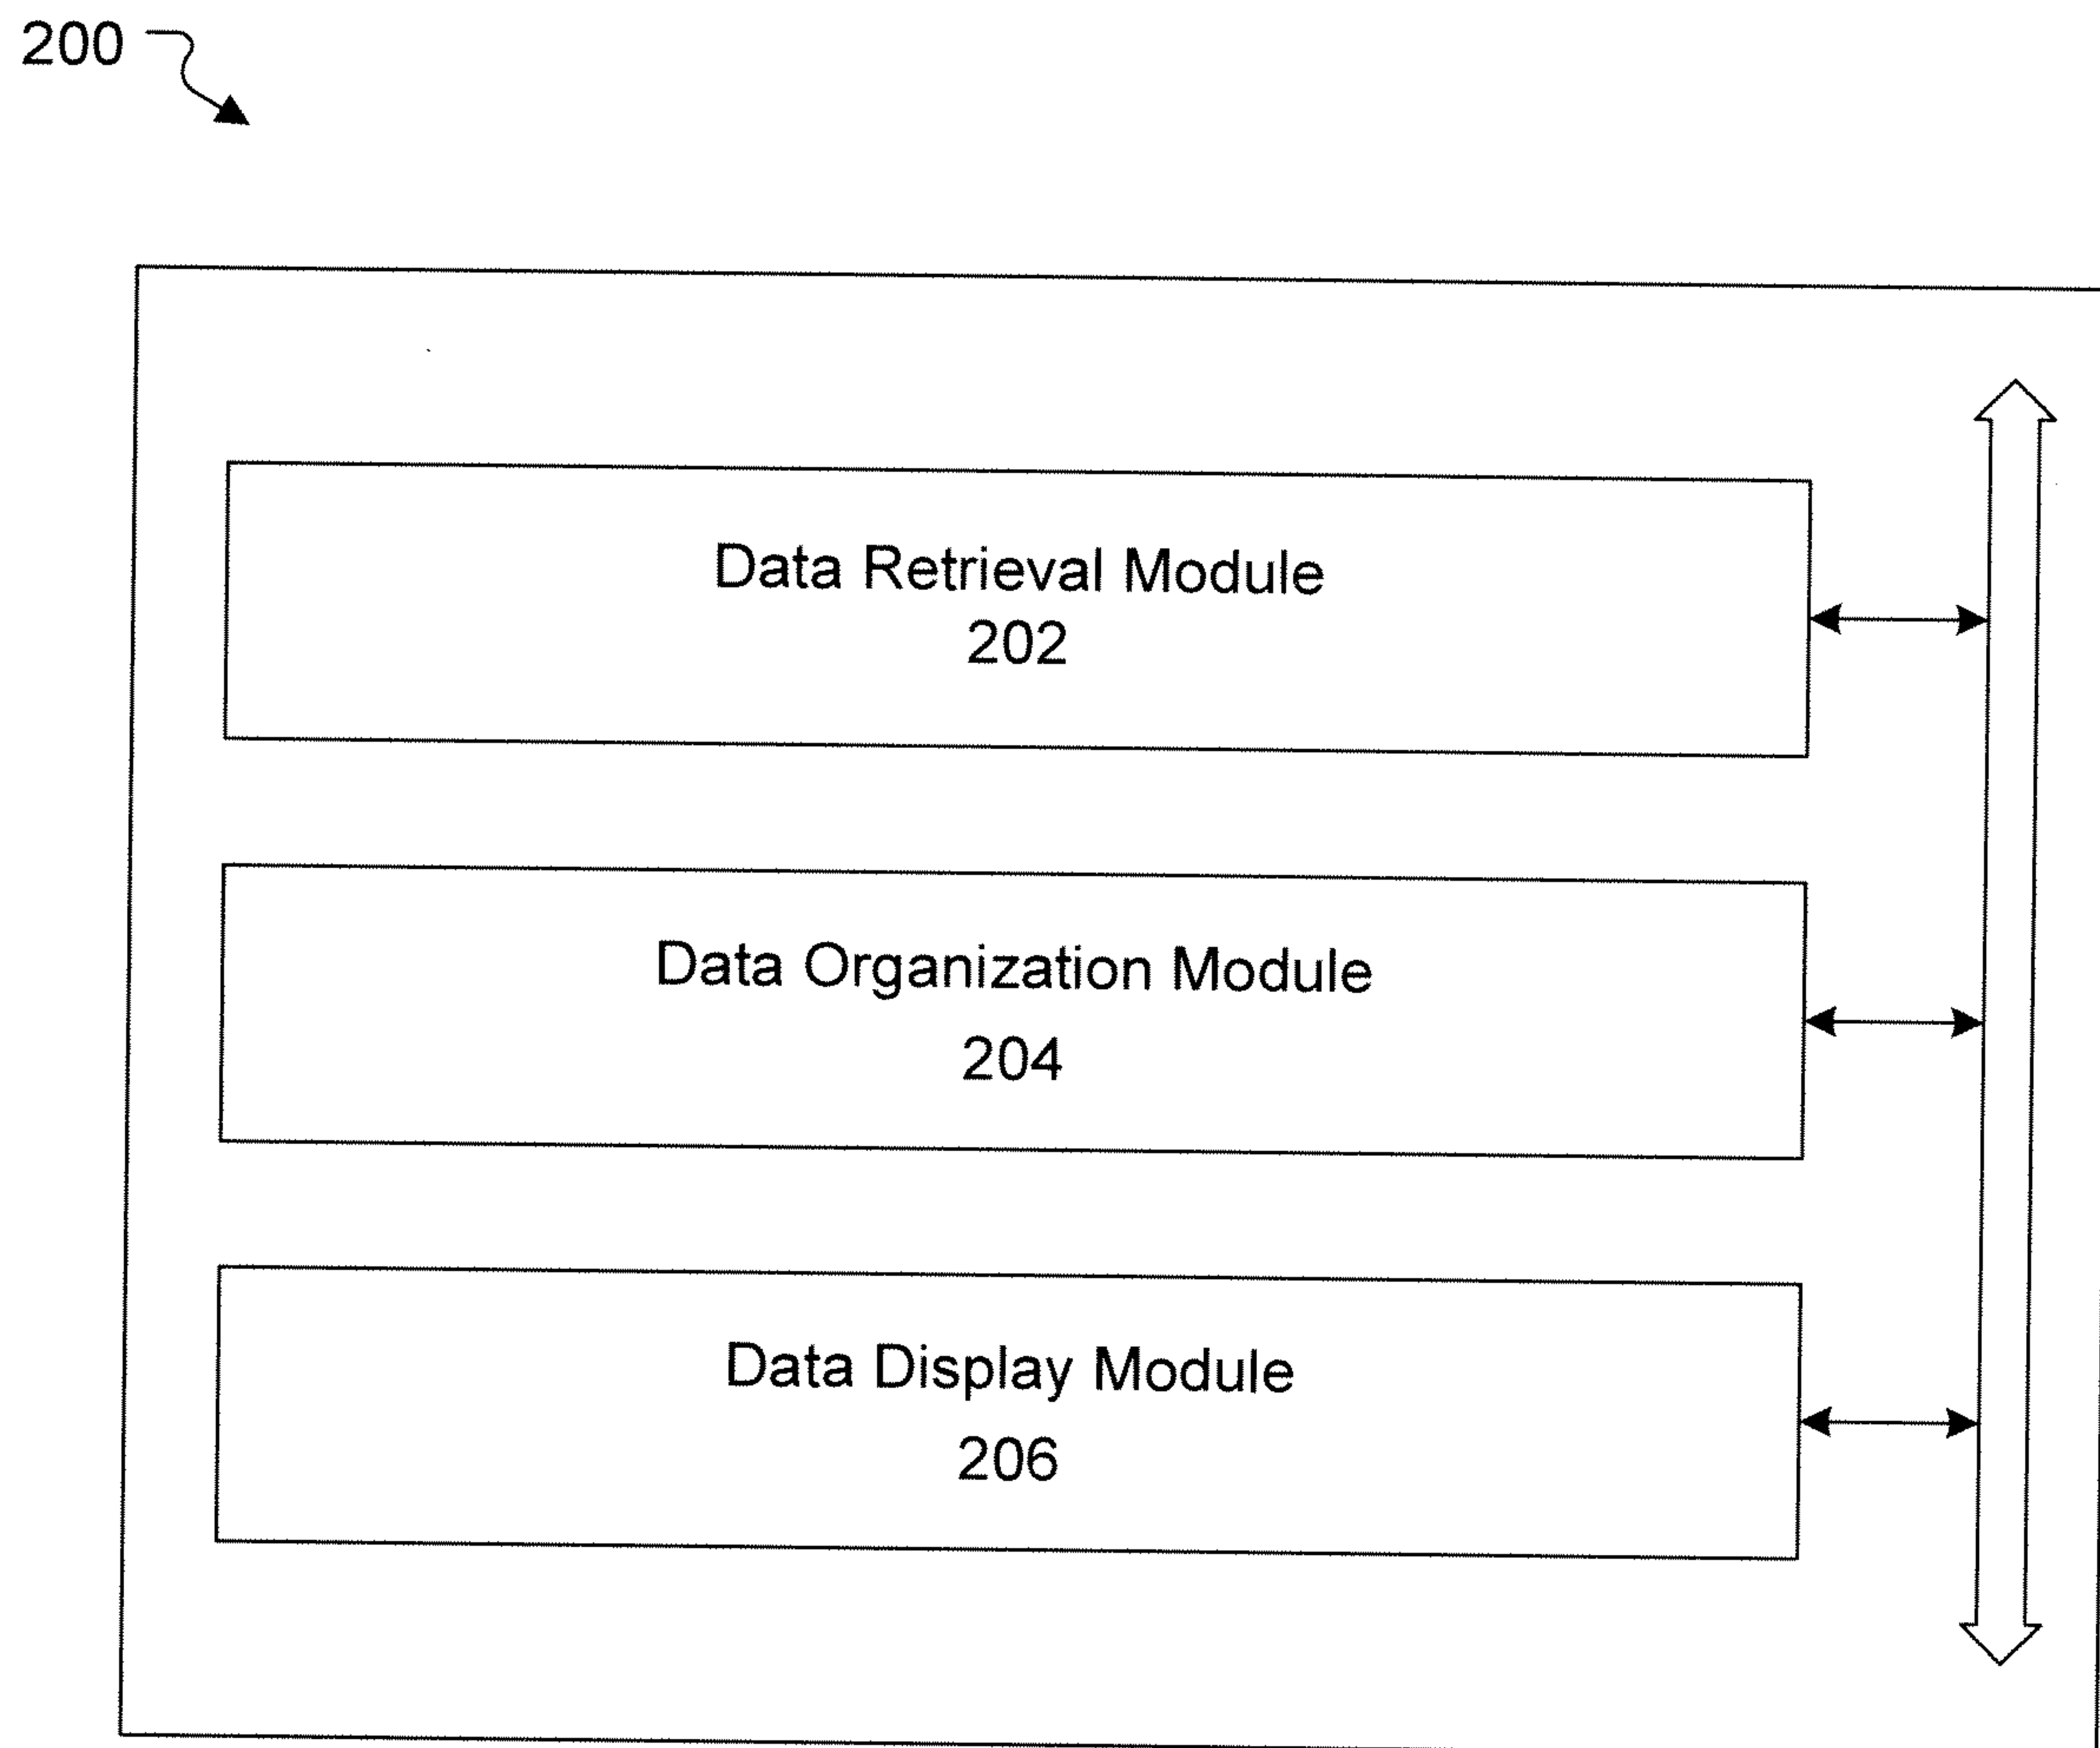 200
Data Retrieval Module
202
Data Organization Module
204
Data Display Module
206